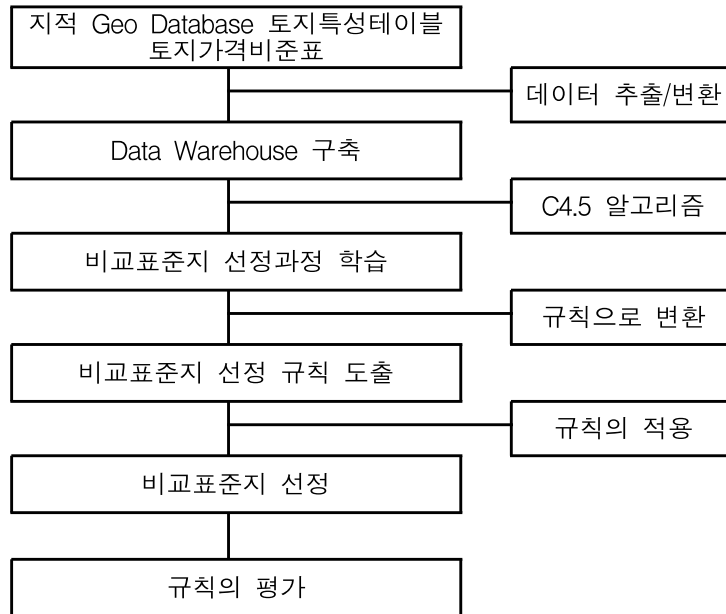 지적 Geo Database 토지특성테이블
토지가격비준표
데이터 추출/변환
Data Warehouse 구축
C4.5 알고리즘
비교표준지 선정과정 학습
규칙으로 변환
비교표준지 선정 규칙 도출
규칙의 적용
비교표준지 선정
규칙의 평가